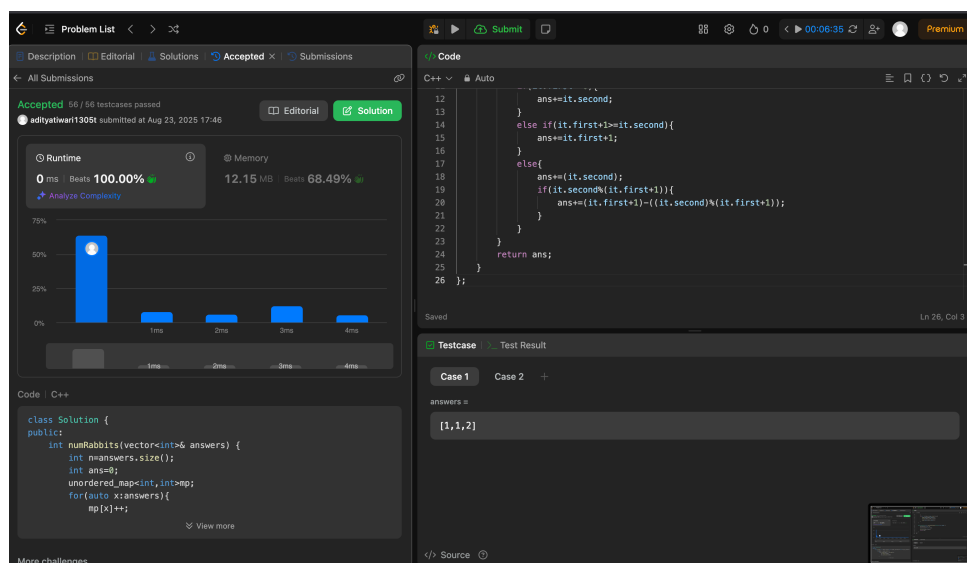 Problem List
Submit
0
00:06:35
Premium
Description | Editorial | Solutions | Accepted × | Submissions
← All Submissions
Accepted 56 / 56 testcases passed
Editorial
Solution
adityatiwari1305t submitted at Aug 23, 2025 17:46
Runtime
0 ms | Beats 100.00%
Analyze Complexity
Memory
12.15 MB | Beats 68.49%
75%
50%
25%
0%
1ms 2ms 3ms 4ms
1ms 2ms 3ms 4ms
Code | C++
class Solution {
public:
int numRabbits(vector<int>& answers) {
int n=answers.size();
int ans=0;
unordered_map<int,int>mp;
for(auto x:answers){
mp[x]++;
View more
More challenges
</> Code
C++ Auto
12 ans+=it.second;
13 }
14 else if(it.first+1>=it.second){
15 ans+=it.first+1;
16 }
17 else{
18 ans+=(it.second);
19 if(it.second%(it.first+1)){
20 ans+=(it.first+1)-((it.second)%(it.first+1));
21 }
22 }
23 }
24 return ans;
25 }
26 };
Saved
Ln 26, Col 3
Testcase | >_ Test Result
Case 1 Case 2 +
answers =
[1,1,2]
</> Source